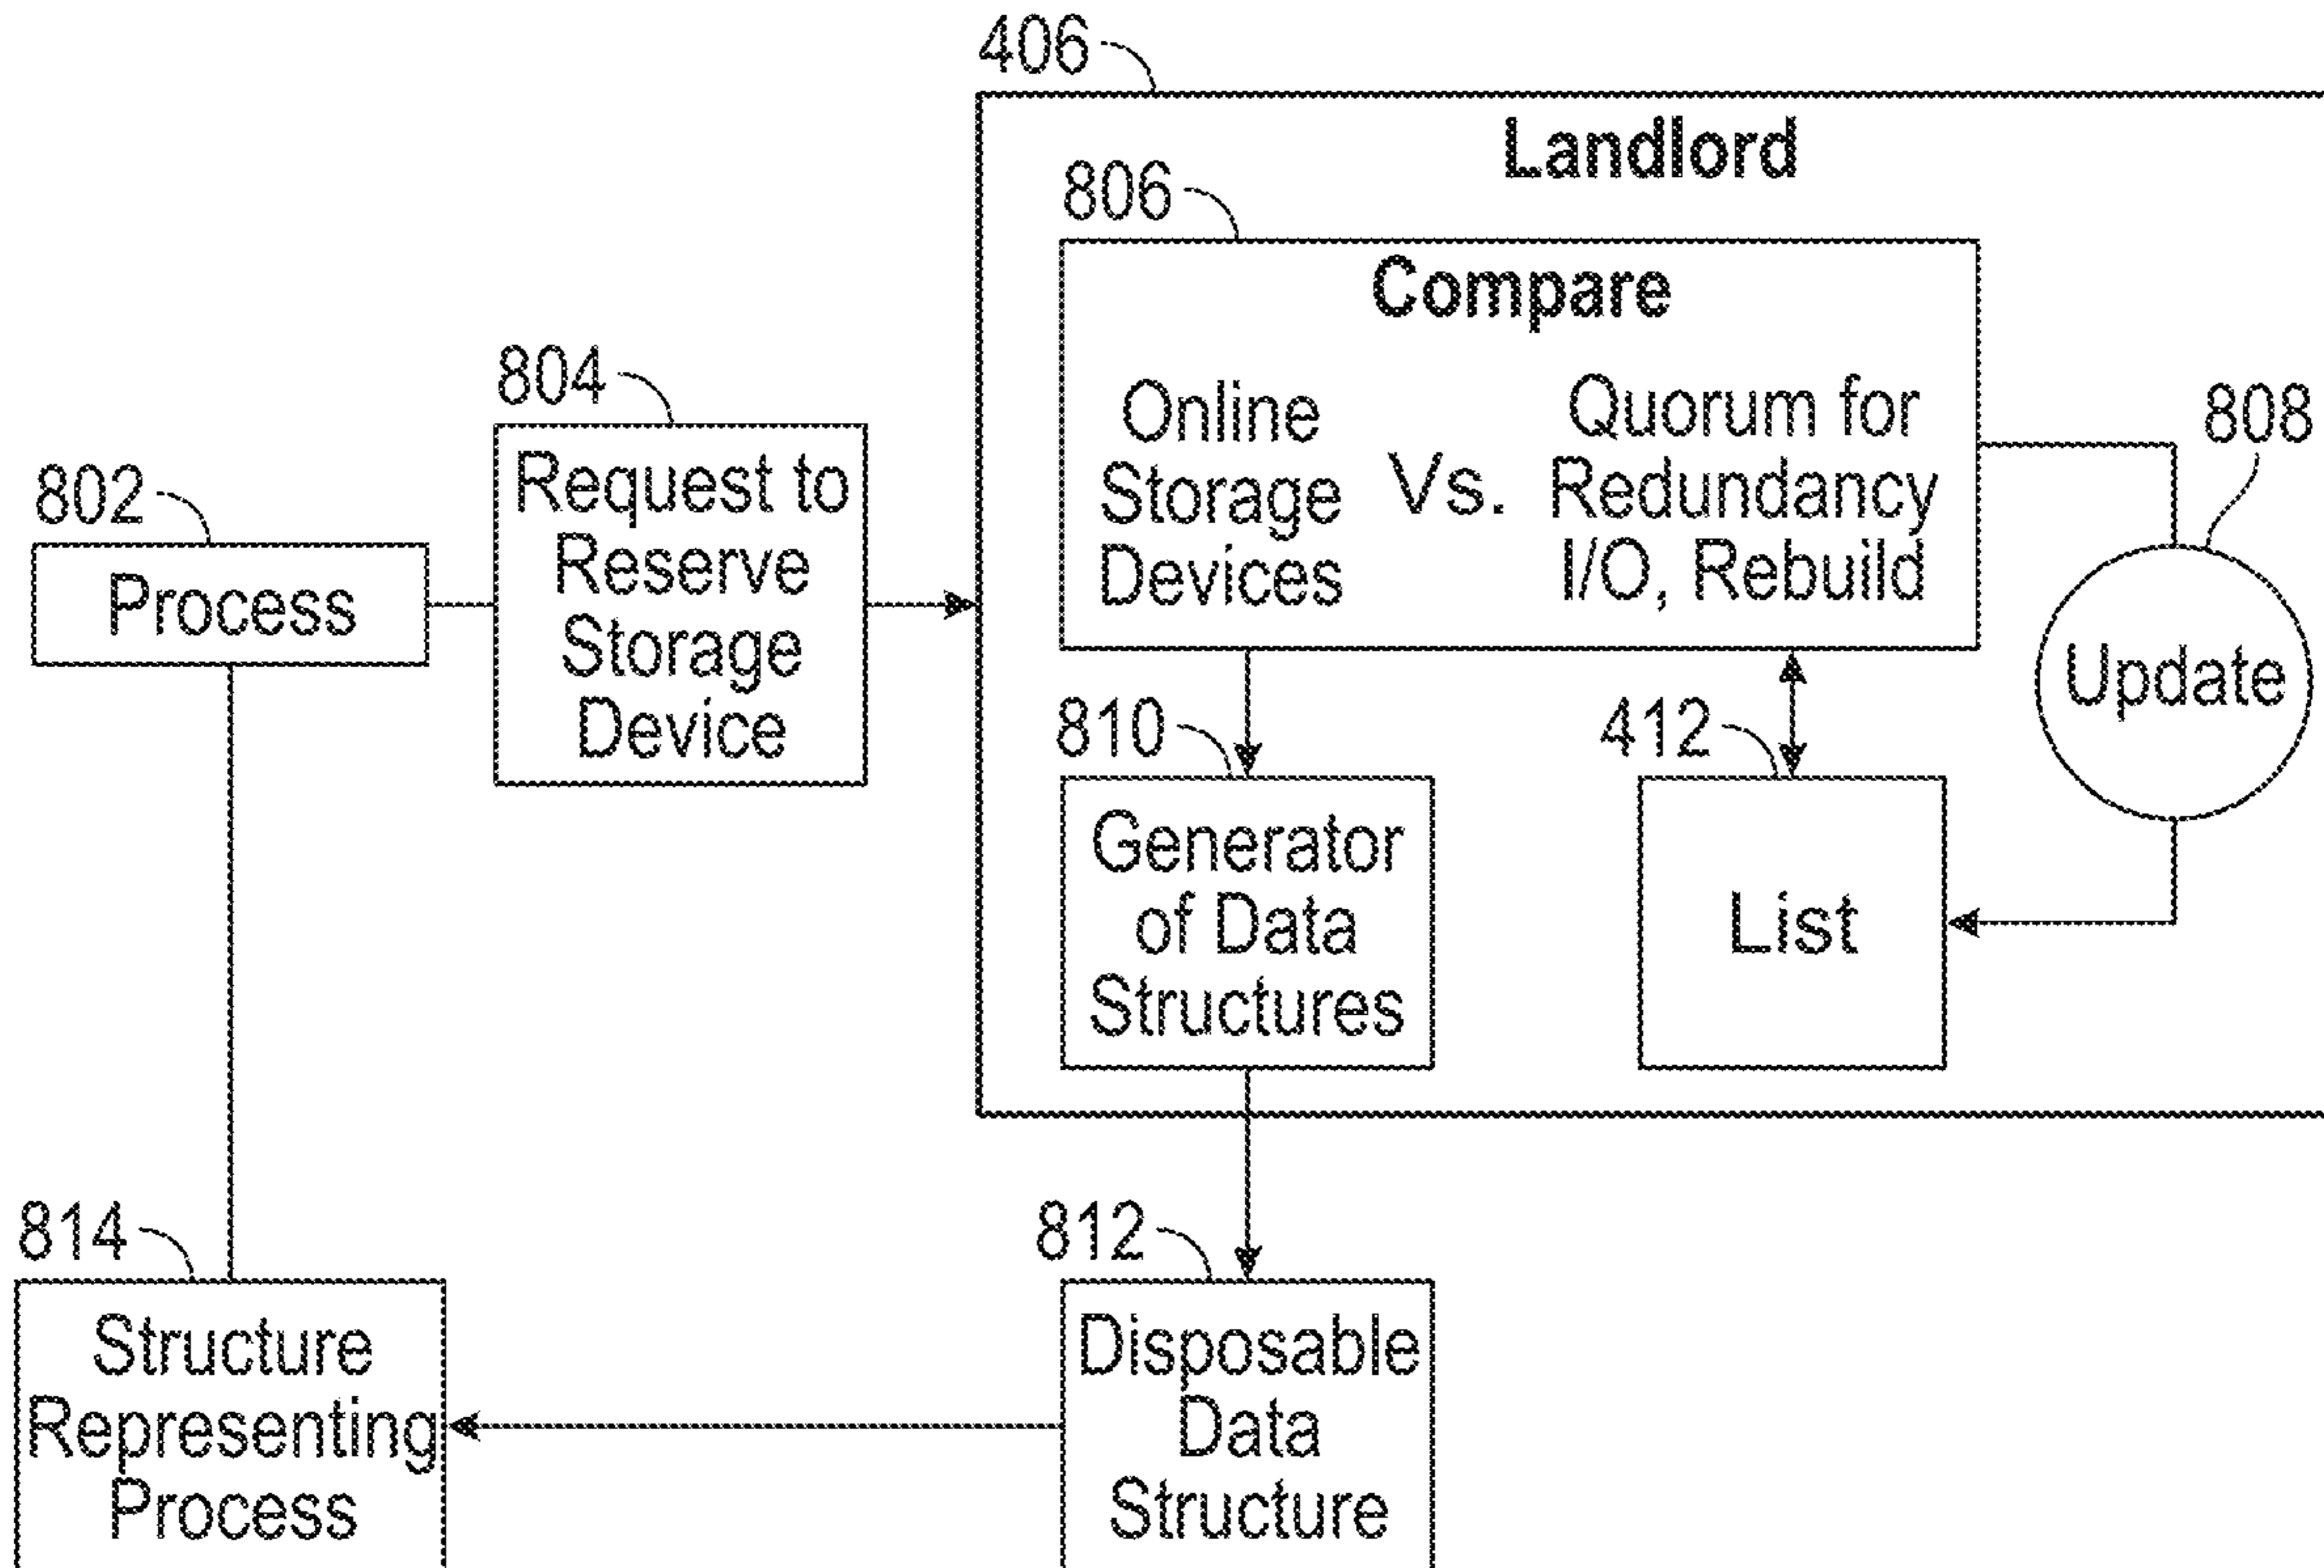 406
Landlord
806
Compare
Online
Storage
Devices
Vs.
Quorum for
Redundancy
I/O, Rebuild
808
Update
804
Request to
Reserve
Storage
Device
802
Process
810
Generator
of Data
Structures
412
List
814
Structure
Representing
Process
812
Disposable
Data
Structure